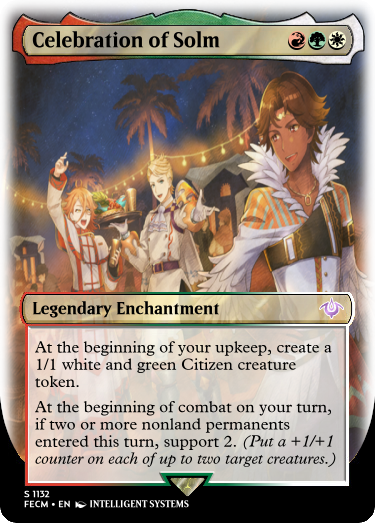 Celebration of Solm
Legendary Enchantment
At the beginning of your upkeep, create a
1/1 white and green Citizen creature
token.
At the beginning of combat on your turn,
if two or more nonland permanents
entered this turn, support 2. (Put a +1/+1
counter on each of up to two target creatures.)
S 1132
FECM • EN INTELLIGENT SYSTEMS